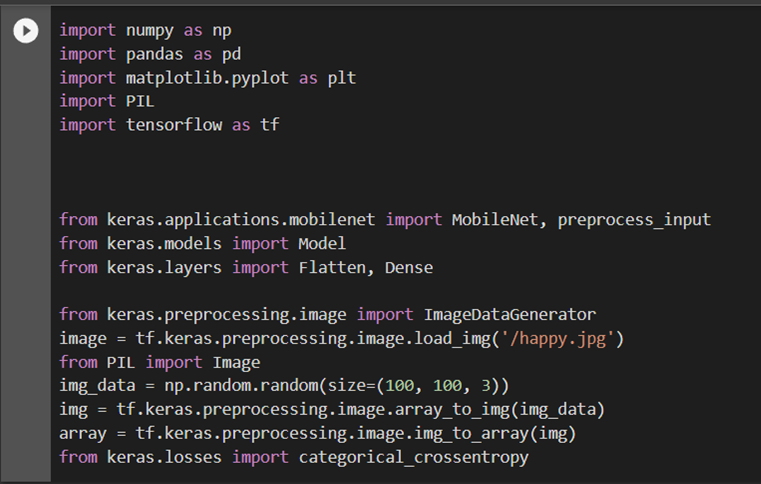 import numpy as np
import pandas as pd
import matplotlib.pyplot as plt
import PIL
import tensorflow as tf
from keras.applications.mobilenet import MobileNet, preprocess_input
from keras.models import Model
from keras.layers import Flatten, Dense
from keras.preprocessing.image import ImageDataGenerator
image = tf.keras.preprocessing.image.load_img('/happy.jpg')
from PIL import Image
img_data = np.random.random(size=(100, 100, 3))
img = tf.keras.preprocessing.image.array_to_img(img_data)
array = tf.keras.preprocessing.image.img_to_array(img)
from keras.losses import categorical_crossentropy